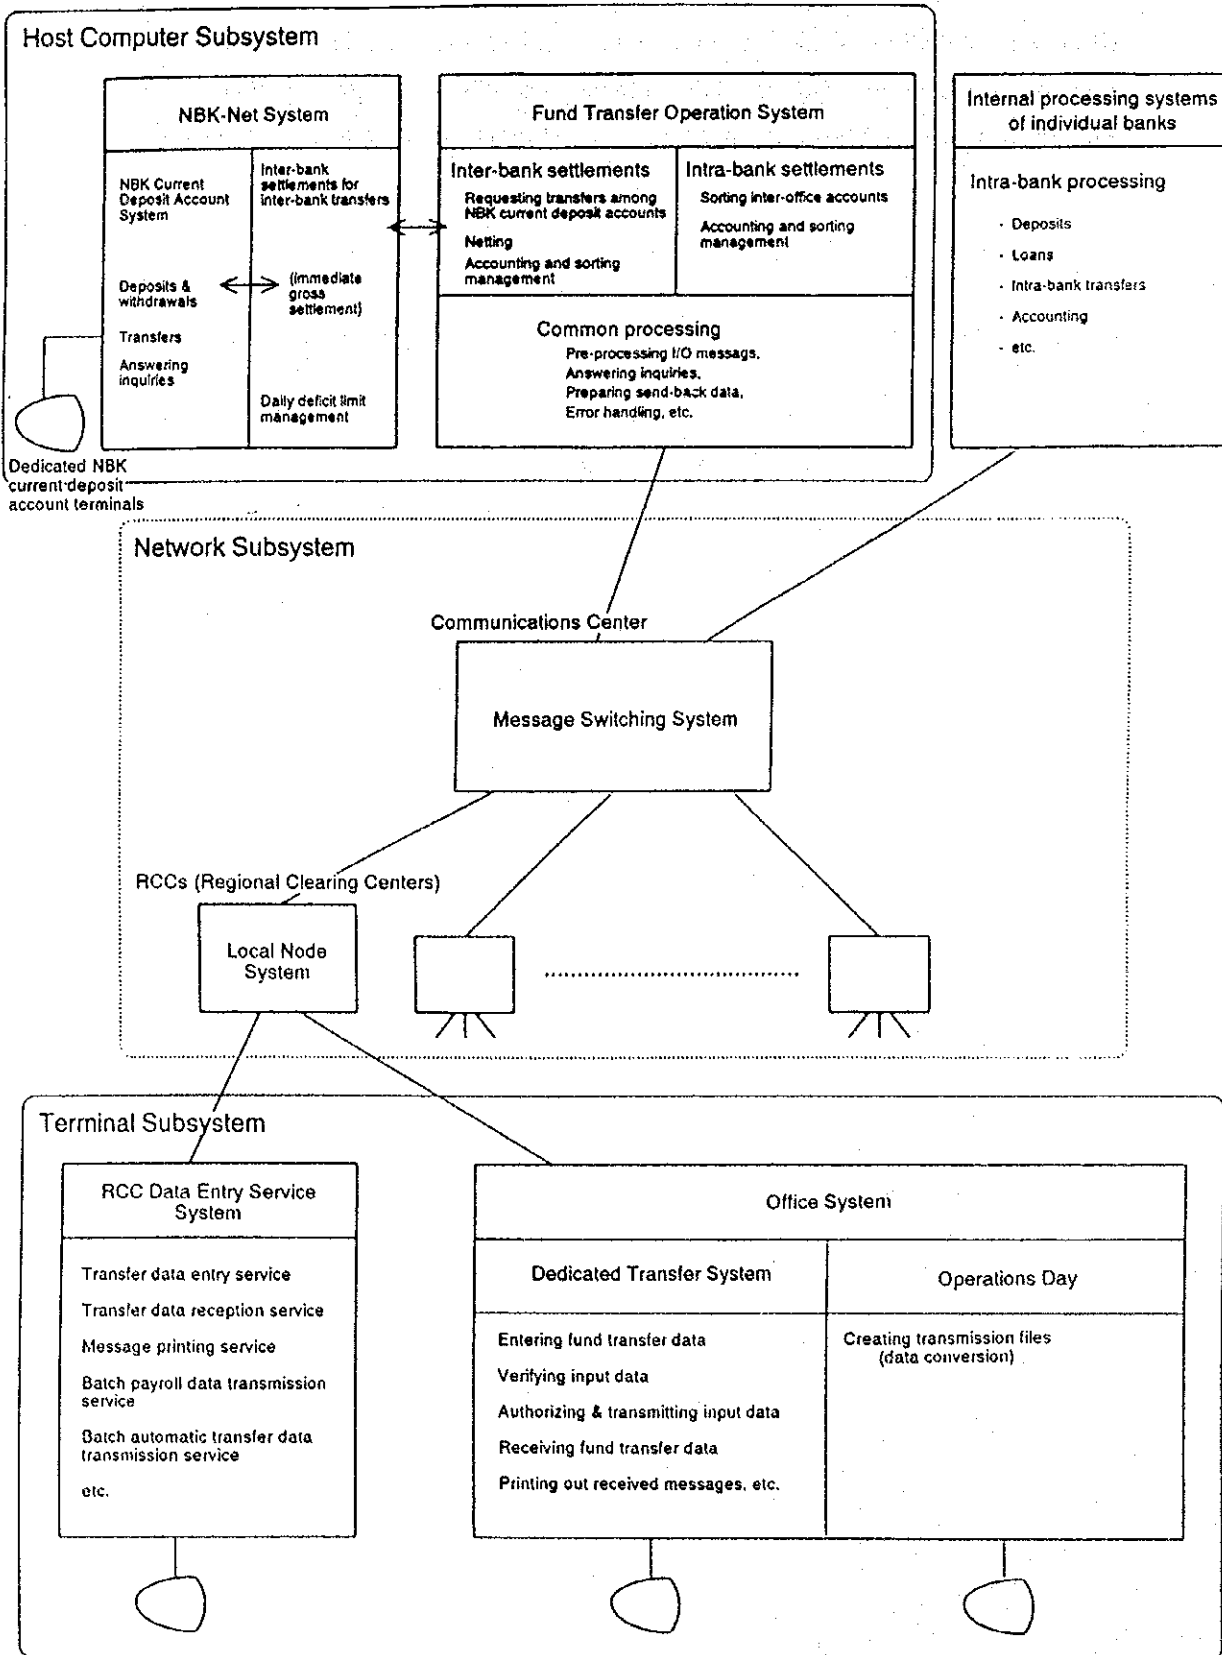 Host Computer Subsystem
NBK-Net System
NBK Current
Deposit Account
System
Deposits &
withdrawals
Transfers
Answering
inquiries
Inter-bank
settlements for
inter-bank transfers
(immediate
gross
settlement)
Daily deficit limit
management
Fund Transfer Operation System
Inter-bank settlements
Requesting transfers among
NBK current deposit accounts
Netting
Accounting and sorting
management
Intra-bank settlements
Sorting inter-office accounts
Accounting and sorting
management
Common processing
Pre-processing I/O messags,
Answering inquiries,
Preparing send-back data,
Error handling, etc.
Internal processing systems
of individual banks
Intra-bank processing
- Deposits
- Loans
- Intra-bank transfers
- Accounting
- etc.
Dedicated NBK
current deposit
account terminals
Network Subsystem
Communications Center
Message Switching System
RCCs (Regional Clearing Centers)
Local Node
System
Terminal Subsystem
RCC Data Entry Service
System
Transfer data entry service
Transfer data reception service
Message printing service
Batch payroll data transmission
service
Batch automatic transfer data
transmission service
etc.
Office System
Dedicated Transfer System
Entering fund transfer data
Verifying input data
Authorizing & transmitting input data
Receiving fund transfer data
Printing out received messages, etc.
Operations Day
Creating transmission files
(data conversion)